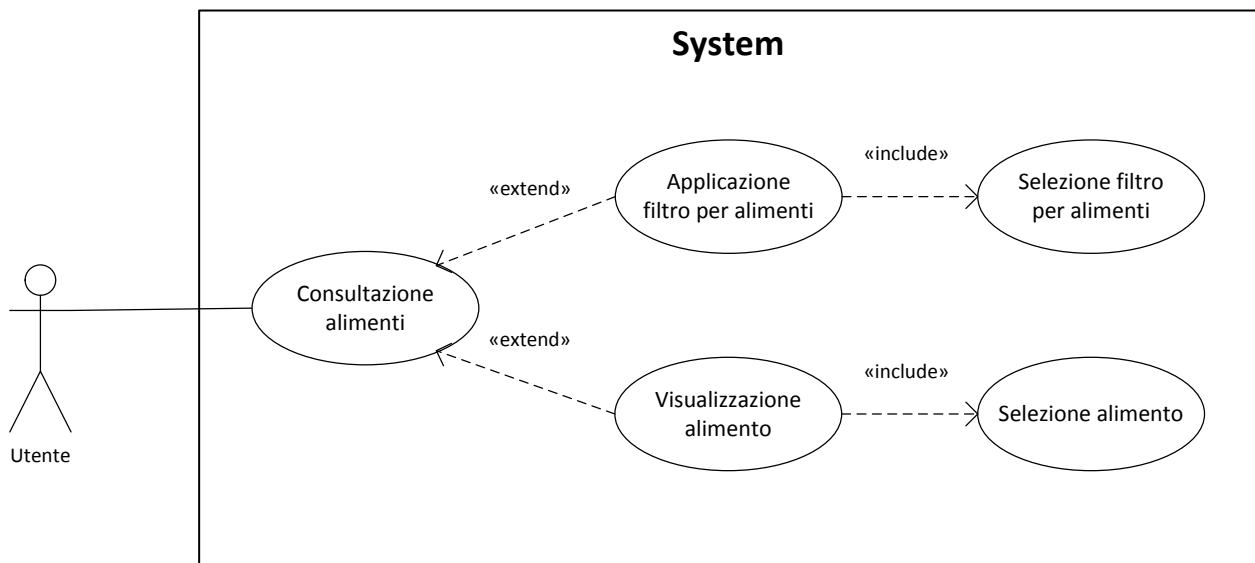 System
«include»
Applicazione
filtro per alimenti
Selezione filtro
per alimenti
«extend»
Consultazione
alimenti
«extend»
«include»
Visualizzazione
alimento
Selezione alimento
Utente